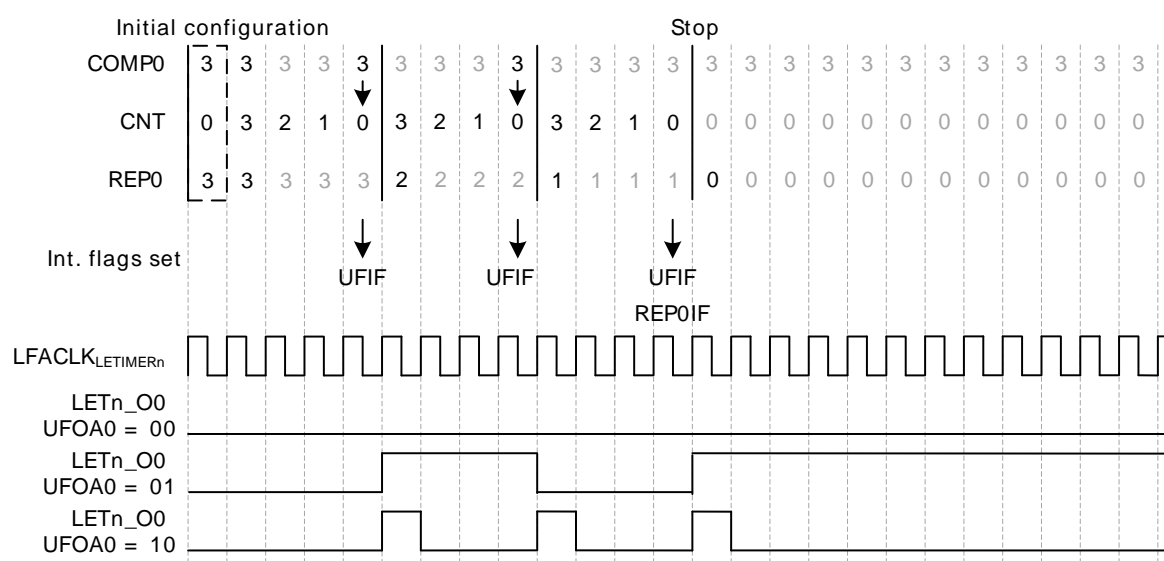 Initial configuration Stop
COMP0 3 3 3 3 3 3 3 3 3 3 3 3 3 3 3 3 3 3 3 3 3 3 3 3 3
CNT 0 3 2 1 0 3 2 1 0 3 2 1 0 0 0 0 0 0 0 0 0 0 0 0 0
REP0 3 3 3 3 3 2 2 2 2 1 1 1 1 0 0 0 0 0 0 0 0 0 0 0 0
Int. flags set
UFIF UFIF UFIF
REP0IF
LFACLKLETIMERn
LETn_O0
UFOA0 = 00
LETn_O0
UFOA0 = 01
LETn_O0
UFOA0 = 10